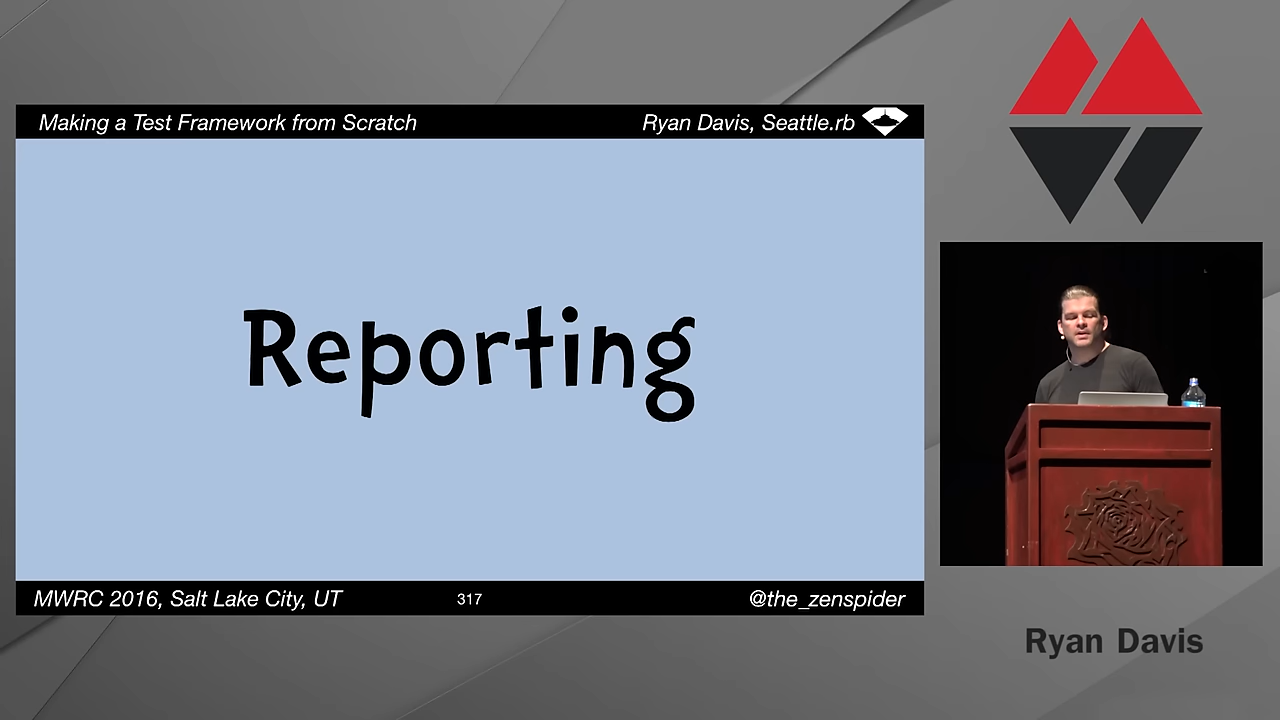 Making a Test Framework from Scratch
Ryan Davis, Seattle.rb
Reporting
MWRC 2016, Salt Lake City, UT
317
@the_zenspider
Ryan Davis